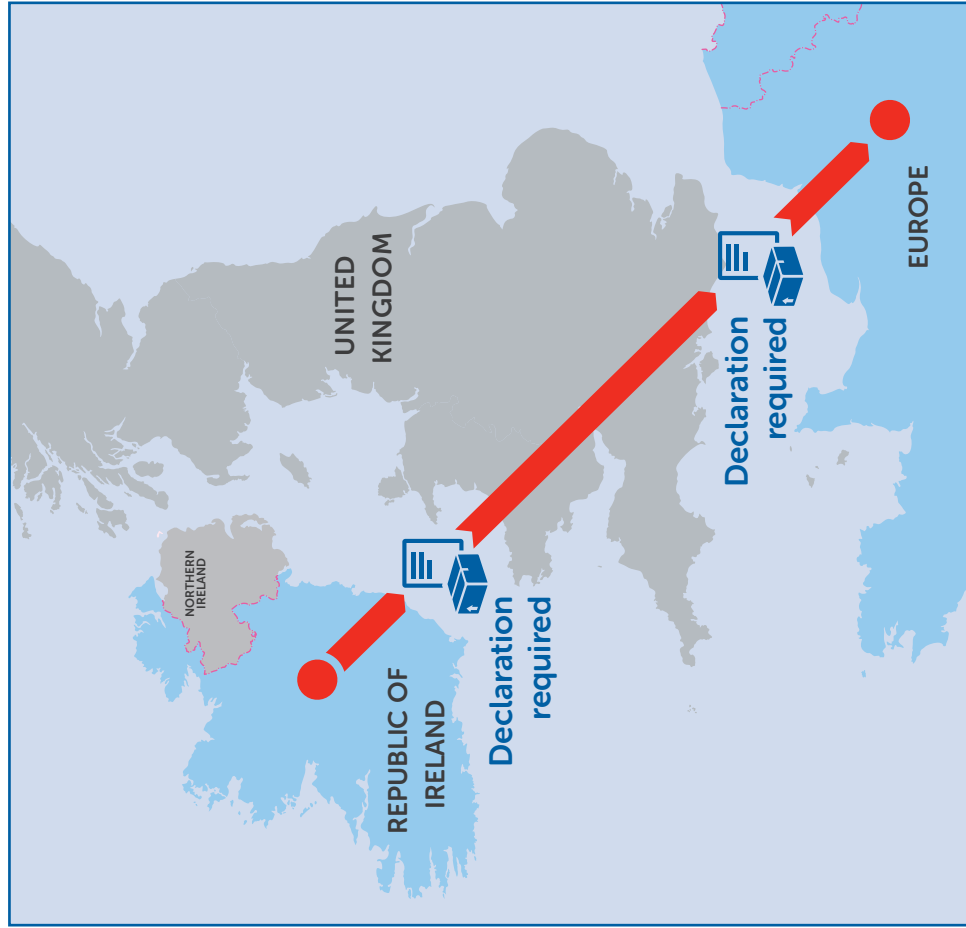 NORTHERN
IRELAND
UNITED
KINGDOM
REPUBLIC OF
IRELAND
Declaration
required
Declaration
required
EUROPE